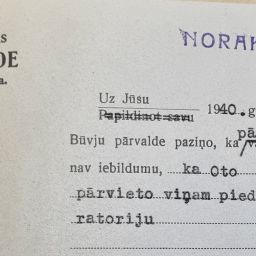 NORA
DE
a.
Uz Jūsu
Papildinot savu 1940. g
Būvju pārvalde paziņo, ka
pā
nav iebildumu, ka Oto
pārvieto viņam pied
ratoriju